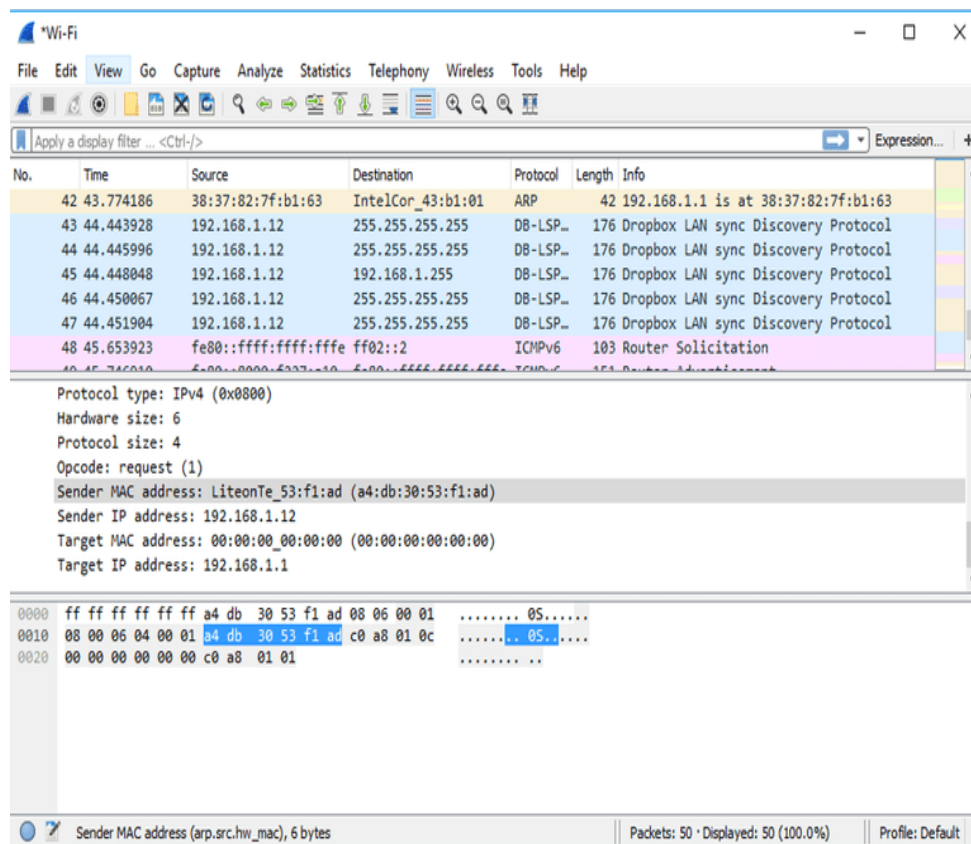 *Wi-Fi
File Edit View Go Capture Analyze Statistics Telephony Wireless Tools Help
Apply a display filter ... <Ctrl-/>
Expression... +
No. Time Source Destination Protocol Length Info
42 43.774186 38:37:82:7f:b1:63 IntelCor_43:b1:01 ARP 42 192.168.1.1 is at 38:37:82:7f:b1:63
43 44.443928 192.168.1.12 255.255.255.255 DB-LSP… 176 Dropbox LAN sync Discovery Protocol
44 44.445996 192.168.1.12 255.255.255.255 DB-LSP… 176 Dropbox LAN sync Discovery Protocol
45 44.448048 192.168.1.12 192.168.1.255 DB-LSP… 176 Dropbox LAN sync Discovery Protocol
46 44.450067 192.168.1.12 255.255.255.255 DB-LSP… 176 Dropbox LAN sync Discovery Protocol
47 44.451904 192.168.1.12 255.255.255.255 DB-LSP… 176 Dropbox LAN sync Discovery Protocol
48 45.653923 fe80::ffff:ffff:fffe ff02::2 ICMPv6 103 Router Solicitation
Protocol type: IPv4 (0x0800)
Hardware size: 6
Protocol size: 4
Opcode: request (1)
Sender MAC address: LiteonTe_53:f1:ad (a4:db:30:53:f1:ad)
Sender IP address: 192.168.1.12
Target MAC address: 00:00:00_00:00:00 (00:00:00:00:00:00)
Target IP address: 192.168.1.1
0000 ff ff ff ff ff ff a4 db 30 53 f1 ad 08 06 00 01 ........ 0S......
0010 08 00 06 04 00 01 a4 db 30 53 f1 ad c0 a8 01 0c ........ 0S......
0020 00 00 00 00 00 00 c0 a8 01 01 ........ ..
Sender MAC address (arp.src.hw_mac), 6 bytes
Packets: 50 · Displayed: 50 (100.0%)
Profile: Default